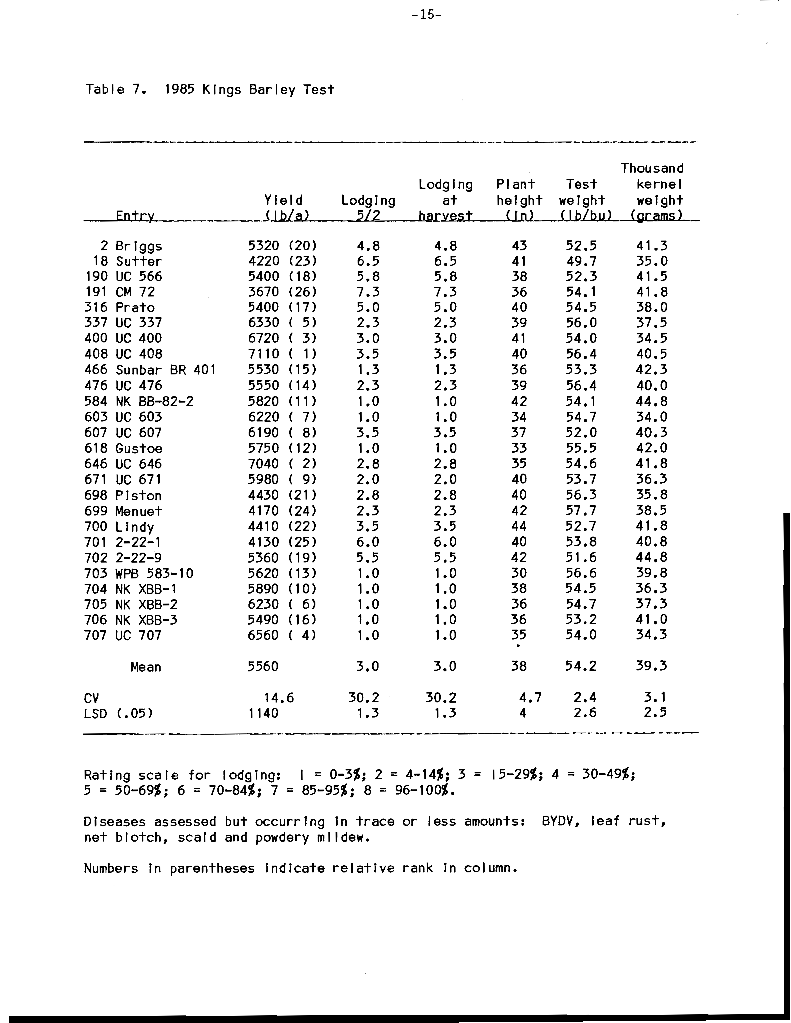 -15-
Table 7. 1985 Kings Barley Test
Thousand
Lodging Plant Test kernel
Yield Lodging at height weight weight
Entry (lb/a) 5/2 harvest (in) (lb/bu) (grams)
2 Briggs 5320 (20) 4.8 4.8 43 52.5 41.3
18 Sutter 4220 (23) 6.5 6.5 41 49.7 35.0
190 UC 566 5400 (18) 5.8 5.8 38 52.3 41.5
191 CM 72 3670 (26) 7.3 7.3 36 54.1 41.8
316 Prato 5400 (17) 5.0 5.0 40 54.5 38.0
337 UC 337 6330 ( 5) 2.3 2.3 39 56.0 37.5
400 UC 400 6720 ( 3) 3.0 3.0 41 54.0 34.5
408 UC 408 7110 ( 1) 3.5 3.5 40 56.4 40.5
466 Sunbar BR 401 5530 (15) 1.3 1.3 36 53.3 42.3
476 UC 476 5550 (14) 2.3 2.3 39 56.4 40.0
584 NK BB-82-2 5820 (11) 1.0 1.0 42 54.1 44.8
603 UC 603 6220 ( 7) 1.0 1.0 34 54.7 34.0
607 UC 607 6190 ( 8) 3.5 3.5 37 52.0 40.3
618 Gustoe 5750 (12) 1.0 1.0 33 55.5 42.0
646 UC 646 7040 ( 2) 2.8 2.8 35 54.6 41.8
671 UC 671 5980 ( 9) 2.0 2.0 40 53.7 36.3
698 Piston 4430 (21) 2.8 2.8 40 56.3 35.8
699 Menuet 4170 (24) 2.3 2.3 42 57.7 38.5
700 Lindy 4410 (22) 3.5 3.5 44 52.7 41.8
701 2-22-1 4130 (25) 6.0 6.0 40 53.8 40.8
702 2-22-9 5360 (19) 5.5 5.5 42 51.6 44.8
703 WPB 583-10 5620 (13) 1.0 1.0 30 56.6 39.8
704 NK XBB-1 5890 (10) 1.0 1.0 38 54.5 36.3
705 NK XBB-2 6230 ( 6) 1.0 1.0 36 54.7 37.3
706 NK XBB-3 5490 (16) 1.0 1.0 36 53.2 41.0
707 UC 707 6560 ( 4) 1.0 1.0 35 54.0 34.3
Mean 5560 3.0 3.0 38 54.2 39.3
CV 14.6 30.2 30.2 4.7 2.4 3.1
LSD (.05) 1140 1.3 1.3 4 2.6 2.5
Rating scale for lodging: 1 = 0-3%; 2 = 4-14%; 3 = 15-29%; 4 = 30-49%;
5 = 50-69%; 6 = 70-84%; 7 = 85-95%; 8 = 96-100%.
Diseases assessed but occurring in trace or less amounts: BYDV, leaf rust,
net blotch, scald and powdery mildew.
Numbers in parentheses indicate relative rank in column.